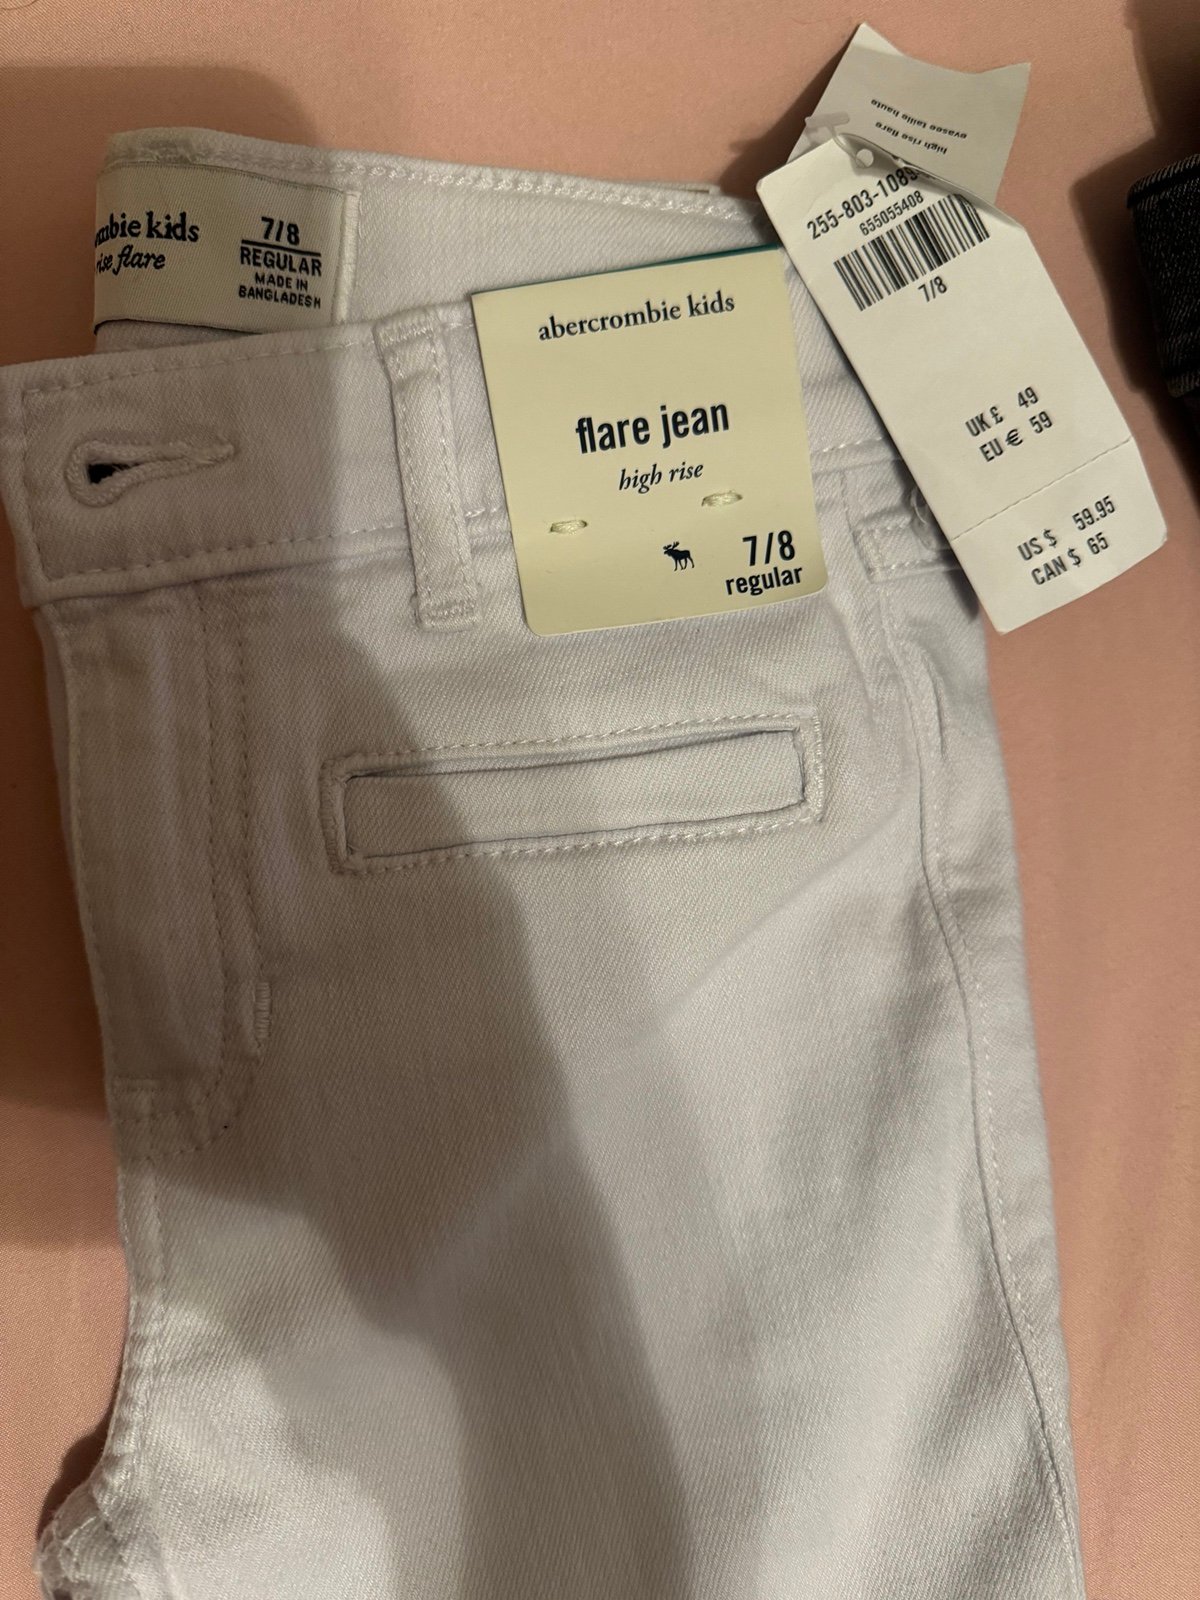 mbie kids
rise flare
7/8
REGULAR
MADE IN
BANGLADESH
abercrombie kids
flare jean
high rise
7/8
regular
high rise flare
evasee taille haute
255-803-1089
655055408
7/8
UK £ 49
EU € 59
US $ 59.95
CAN $ 65